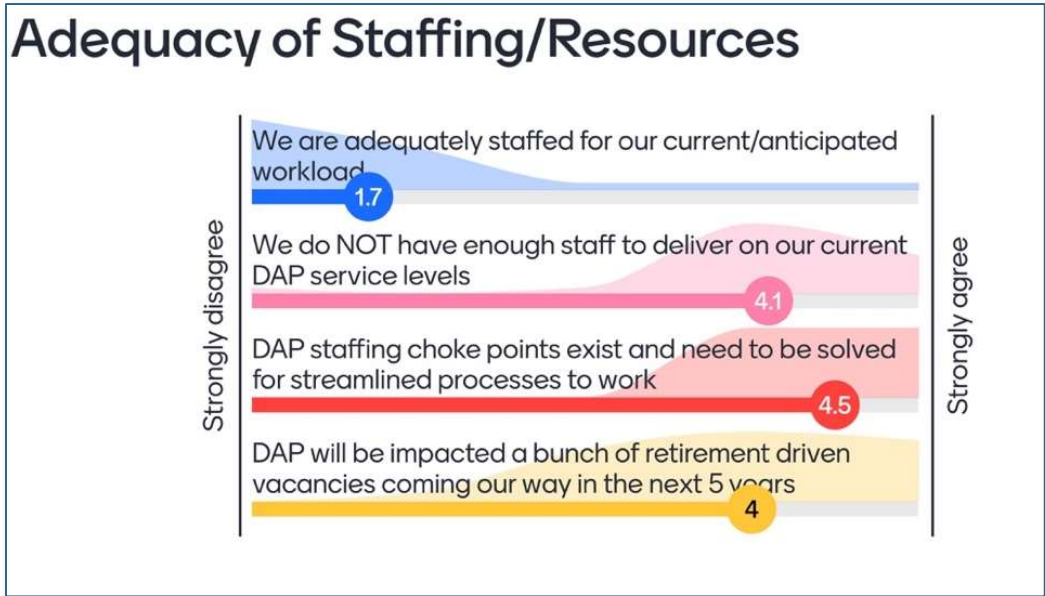 Adequacy of Staffing/Resources
Strongly disagree
We are adequately staffed for our current/anticipated
workload
1.7
We do NOT have enough staff to deliver on our current
DAP service levels
4.1
DAP staffing choke points exist and need to be solved
for streamlined processes to work
4.5
DAP will be impacted a bunch of retirement driven
vacancies coming our way in the next 5 years
4
Strongly agree